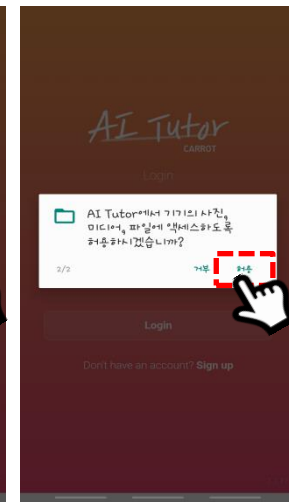 AI Tutor
CARROT
Login
AI Tutor에서 기기의 사진,
미디어, 파일에 액세스하도록
허용하시겠습니까?
2/2
거부 허용
Login
Don't have an account? Sign up